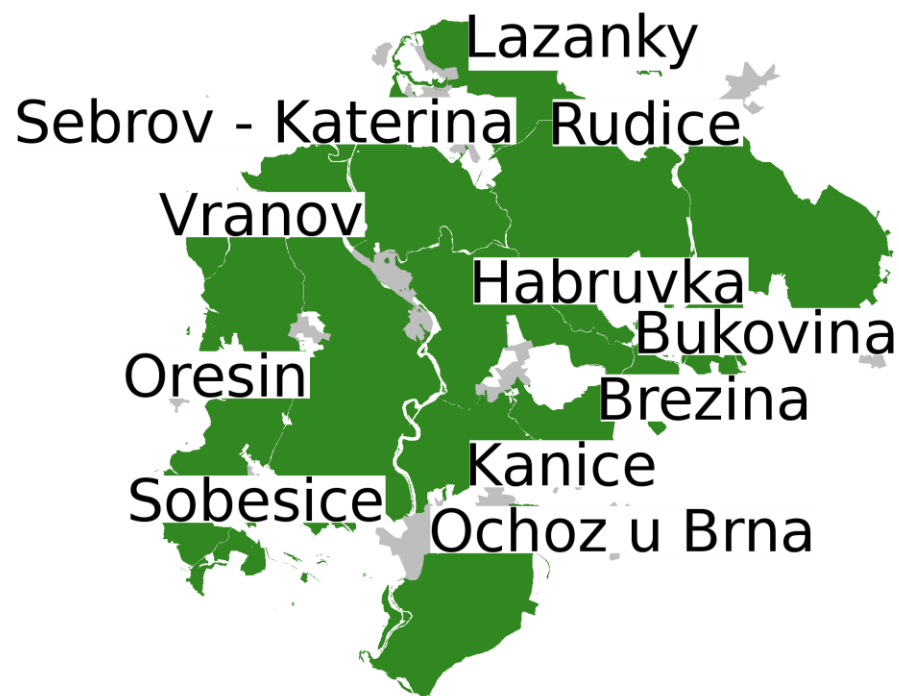 Lazanky
Sebrov - Katerina
Rudice
Vranov
Habruvka
Bukovina
Oresin
Brezina
Kanice
Sobesice
Ochoz u Brna